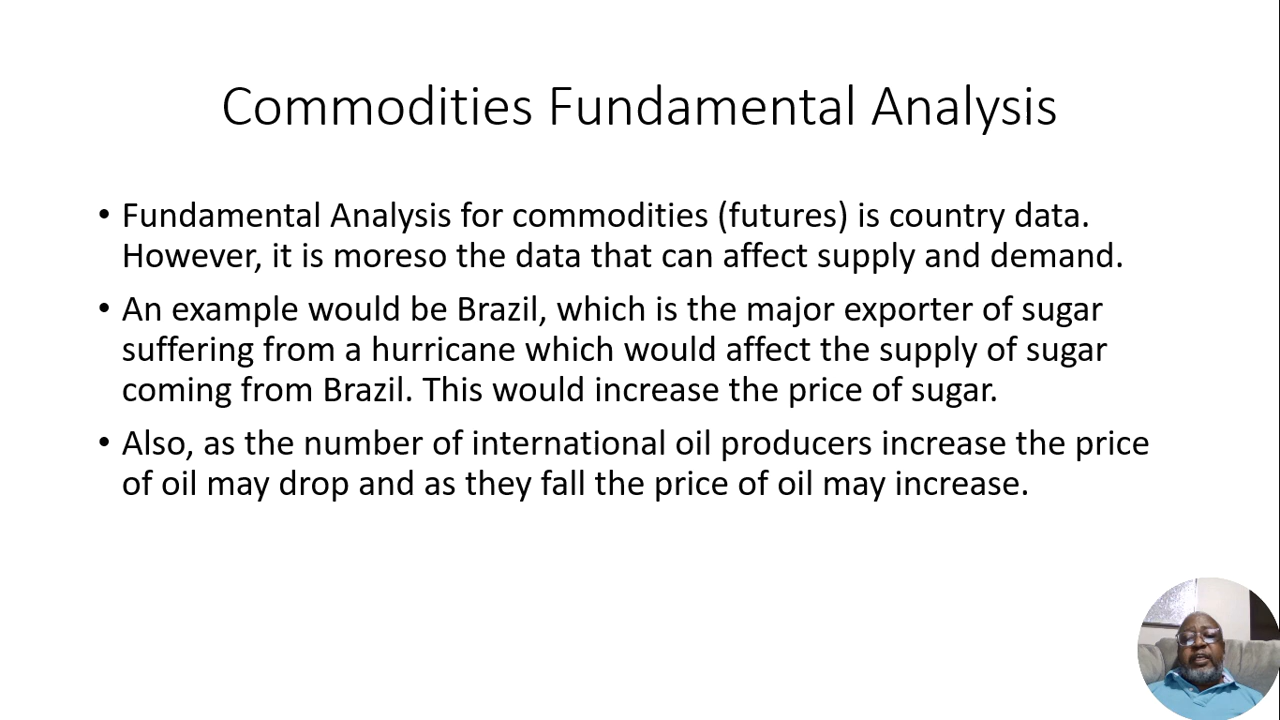 Commodities Fundamental Analysis
• Fundamental Analysis for commodities (futures) is country data.
However, it is moreso the data that can affect supply and demand.
• An example would be Brazil, which is the major exporter of sugar
suffering from a hurricane which would affect the supply of sugar
coming from Brazil. This would increase the price of sugar.
• Also, as the number of international oil producers increase the price
of oil may drop and as they fall the price of oil may increase.